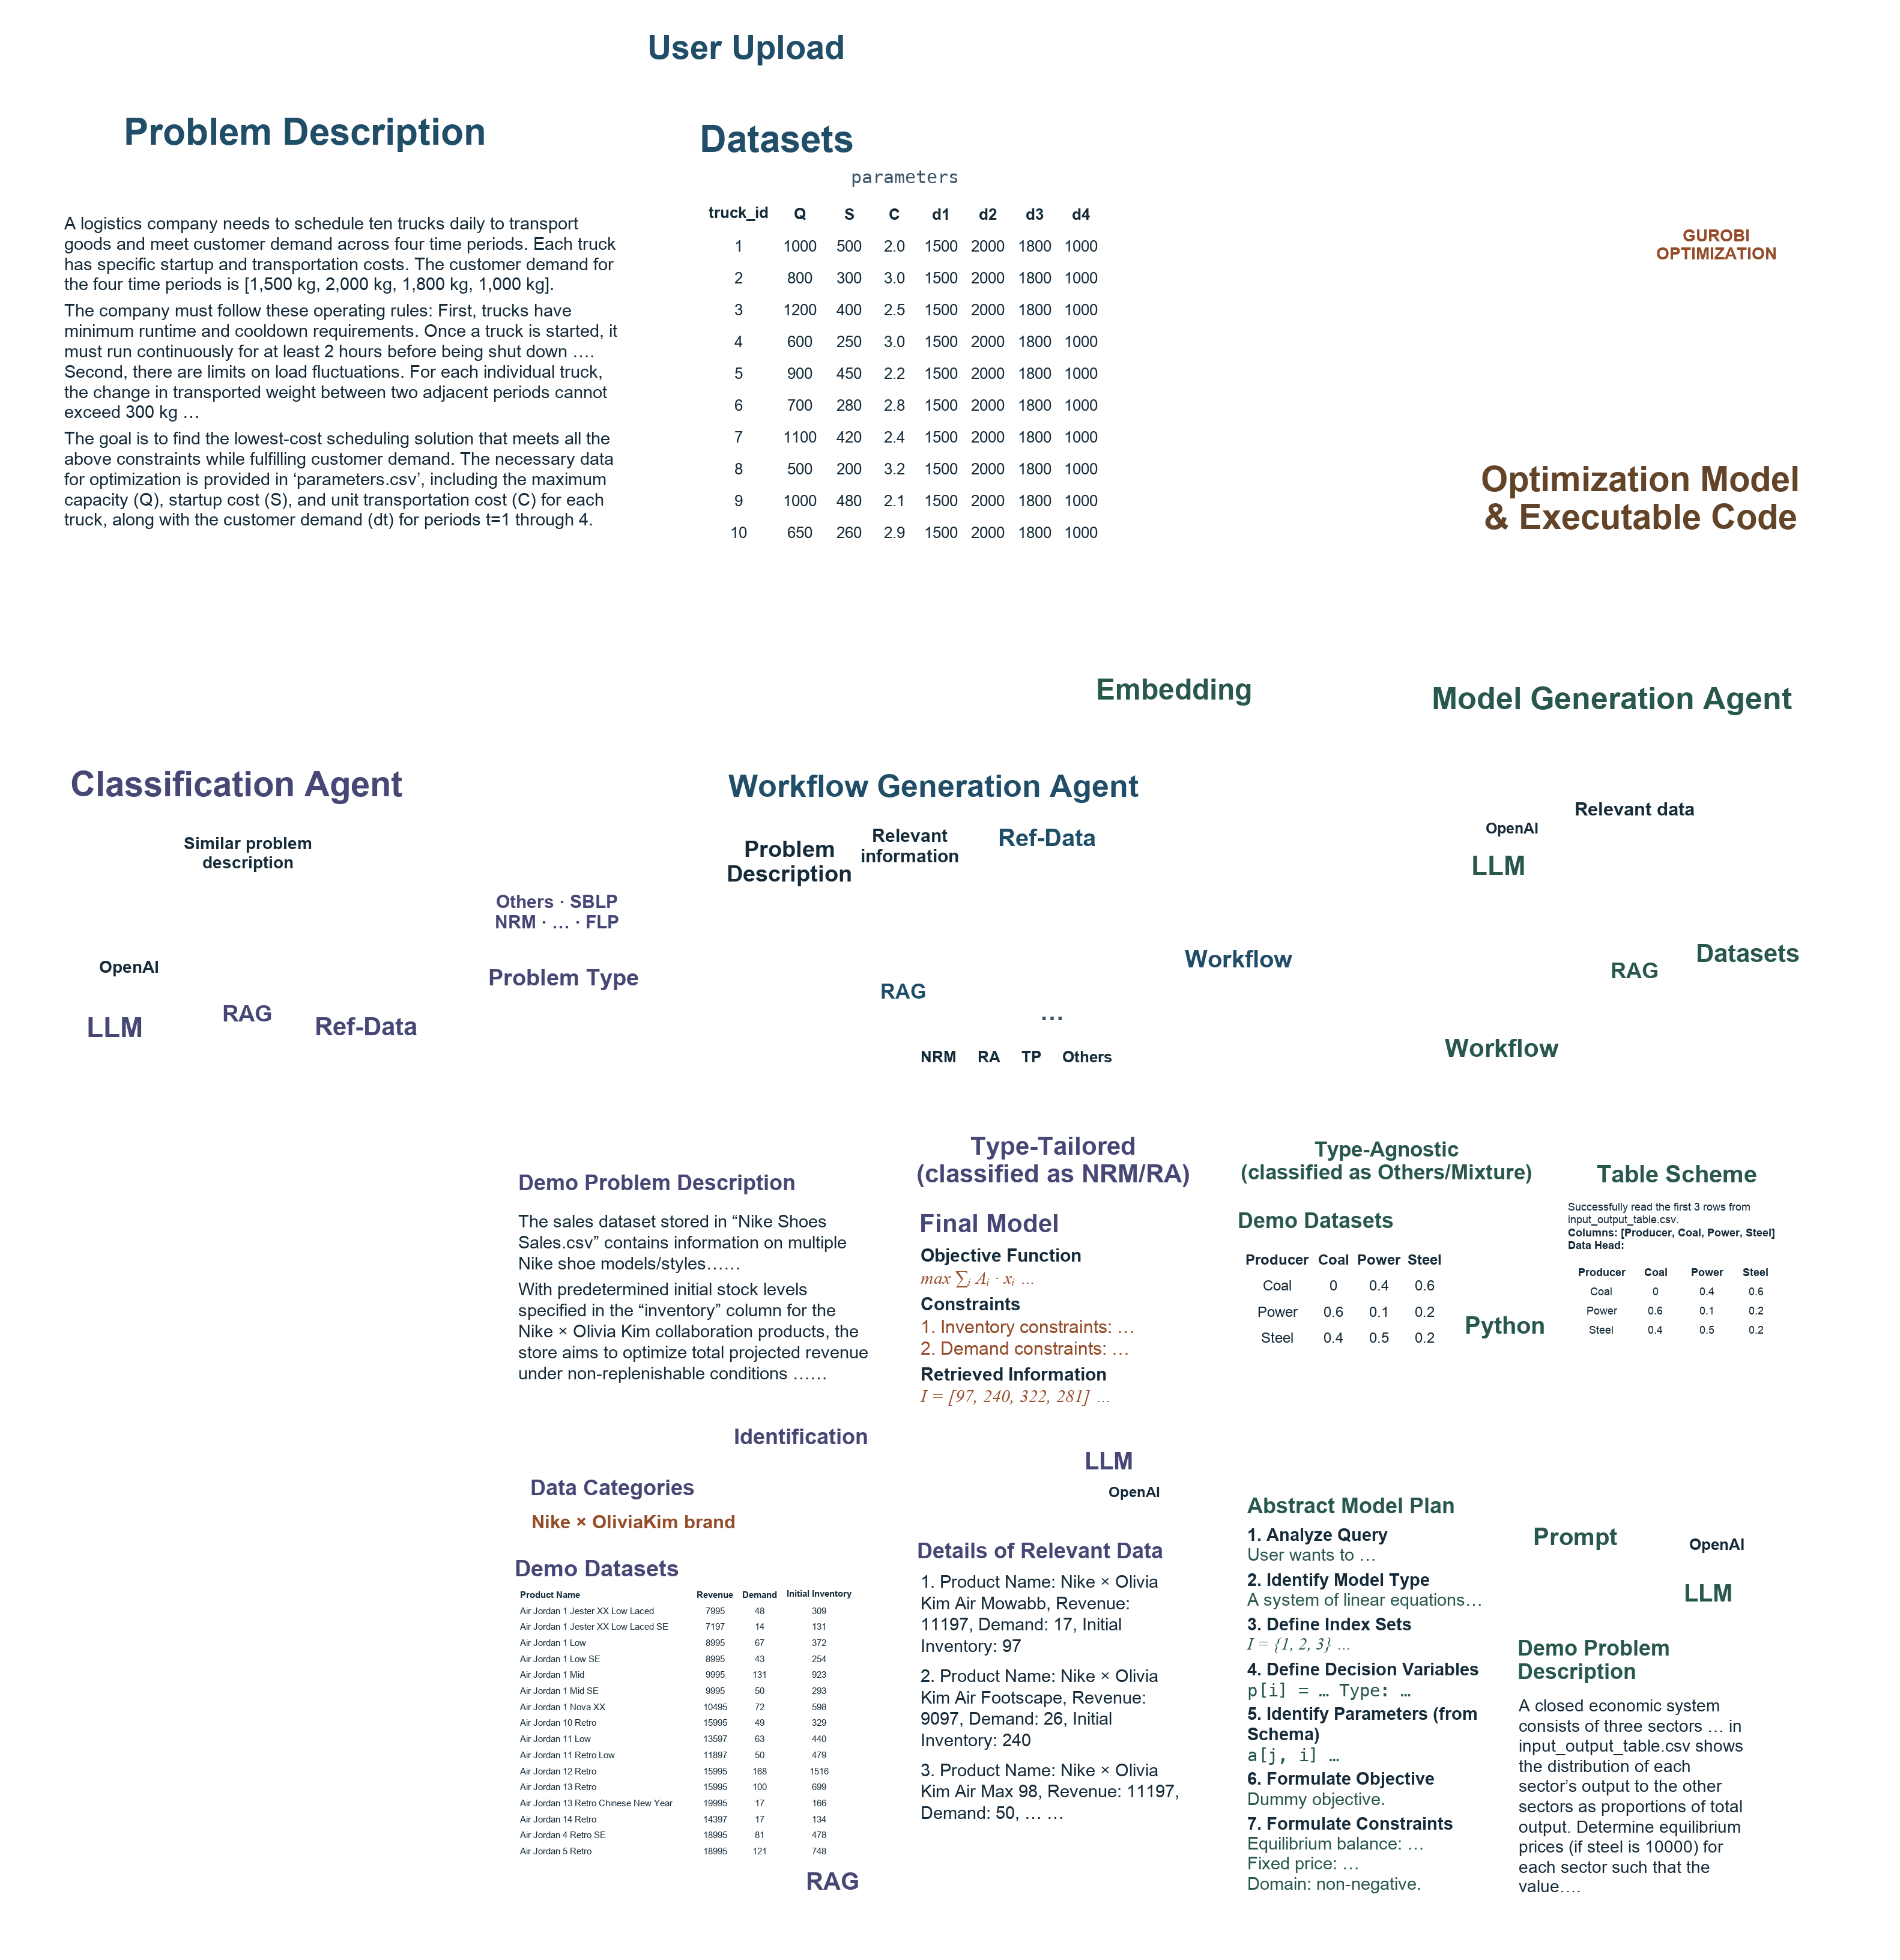 User Upload
Problem Description
A logistics company needs to schedule ten trucks daily to transport
goods and meet customer demand across four time periods. Each truck
has specific startup and transportation costs. The customer demand for
the four time periods is [1,500 kg, 2,000 kg, 1,800 kg, 1,000 kg].
The company must follow these operating rules: First, trucks have
minimum runtime and cooldown requirements. Once a truck is started, it
must run continuously for at least 2 hours before being shut down ….
Second, there are limits on load fluctuations. For each individual truck,
the change in transported weight between two adjacent periods cannot
exceed 300 kg …
The goal is to find the lowest-cost scheduling solution that meets all the
above constraints while fulfilling customer demand. The necessary data
for optimization is provided in ‘parameters.csv’, including the maximum
capacity (Q), startup cost (S), and unit transportation cost (C) for each
truck, along with the customer demand (dt) for periods t=1 through 4.
Datasets
parameters
truck_id Q S C d1 d2 d3 d4
1 1000 500 2.0 1500 2000 1800 1000
2 800 300 3.0 1500 2000 1800 1000
3 1200 400 2.5 1500 2000 1800 1000
4 600 250 3.0 1500 2000 1800 1000
5 900 450 2.2 1500 2000 1800 1000
6 700 280 2.8 1500 2000 1800 1000
7 1100 420 2.4 1500 2000 1800 1000
8 500 200 3.2 1500 2000 1800 1000
9 1000 480 2.1 1500 2000 1800 1000
10 650 260 2.9 1500 2000 1800 1000
GUROBI
OPTIMIZATION
Optimization Model
& Executable Code
Classification Agent
Similar problem
description
OpenAI
LLM
RAG
Ref-Data
Others · SBLP
NRM · … · FLP
Problem Type
Embedding
Workflow Generation Agent
Problem
Description
Relevant
information
Ref-Data
Workflow
RAG
…
NRM RA TP Others
Model Generation Agent
Relevant data
OpenAI
LLM
Datasets
RAG
Workflow
Demo Problem Description
The sales dataset stored in “Nike Shoes
Sales.csv” contains information on multiple
Nike shoe models/styles……
With predetermined initial stock levels
specified in the “inventory” column for the
Nike × Olivia Kim collaboration products, the
store aims to optimize total projected revenue
under non-replenishable conditions ……
Identification
Data Categories
Nike × OliviaKim brand
Demo Datasets
Product Name Revenue Demand Initial Inventory
Air Jordan 1 Jester XX Low Laced 7995 48 309
Air Jordan 1 Jester XX Low Laced SE 7197 14 131
Air Jordan 1 Low 8995 67 372
Air Jordan 1 Low SE 8995 43 254
Air Jordan 1 Mid 9995 131 923
Air Jordan 1 Mid SE 9995 50 293
Air Jordan 1 Nova XX 10495 72 598
Air Jordan 10 Retro 15995 49 329
Air Jordan 11 Low 13597 63 440
Air Jordan 11 Retro Low 11897 50 479
Air Jordan 12 Retro 15995 168 1516
Air Jordan 13 Retro 15995 100 699
Air Jordan 13 Retro Chinese New Year 19995 17 166
Air Jordan 14 Retro 14397 17 134
Air Jordan 4 Retro SE 18995 81 478
Air Jordan 5 Retro 18995 121 748
RAG
Type-Tailored
(classified as NRM/RA)
Final Model
Objective Function
max ∑ᵢ Aᵢ · xᵢ …
Constraints
1. Inventory constraints: …
2. Demand constraints: …
Retrieved Information
I = [97, 240, 322, 281] …
LLM
OpenAI
Details of Relevant Data
1. Product Name: Nike × Olivia
Kim Air Mowabb, Revenue:
11197, Demand: 17, Initial
Inventory: 97
2. Product Name: Nike × Olivia
Kim Air Footscape, Revenue:
9097, Demand: 26, Initial
Inventory: 240
3. Product Name: Nike × Olivia
Kim Air Max 98, Revenue: 11197,
Demand: 50, … …
Type-Agnostic
(classified as Others/Mixture)
Demo Datasets
Producer Coal Power Steel
Coal 0 0.4 0.6
Power 0.6 0.1 0.2
Steel 0.4 0.5 0.2
Python
Table Scheme
Successfully read the first 3 rows from
input_output_table.csv.
Columns: [Producer, Coal, Power, Steel]
Data Head:
Producer Coal Power Steel
Coal 0 0.4 0.6
Power 0.6 0.1 0.2
Steel 0.4 0.5 0.2
Abstract Model Plan
1. Analyze Query
User wants to …
2. Identify Model Type
A system of linear equations…
3. Define Index Sets
I = {1, 2, 3} …
4. Define Decision Variables
p[i] = … Type: …
5. Identify Parameters (from
Schema)
a[j, i] …
6. Formulate Objective
Dummy objective.
7. Formulate Constraints
Equilibrium balance: …
Fixed price: …
Domain: non-negative.
Prompt
OpenAI
LLM
Demo Problem
Description
A closed economic system
consists of three sectors … in
input_output_table.csv shows
the distribution of each
sector’s output to the other
sectors as proportions of total
output. Determine equilibrium
prices (if steel is 10000) for
each sector such that the
value….